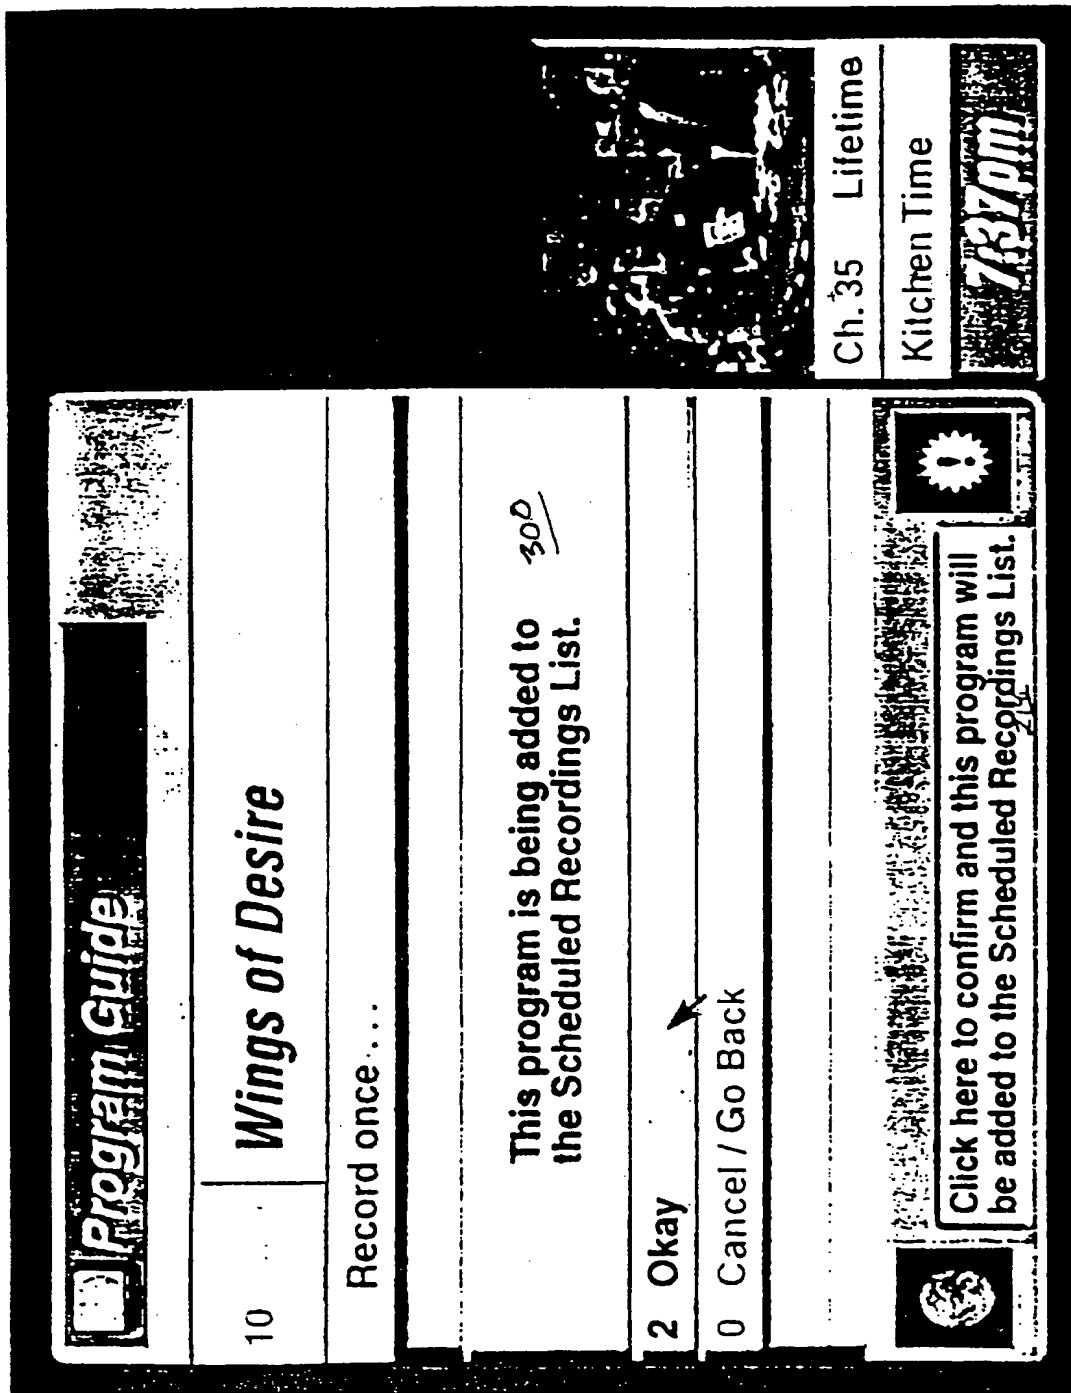 Program Guide
10 Wings of Desire
Record once...
This program is being added to
the Scheduled Recordings List.
300
2 Okay
0 Cancel / Go Back
Click here to confirm and this program will
be added to the Scheduled Recordings List.
214
Ch. 35 Lifetime
Kitchen Time
7:37pm